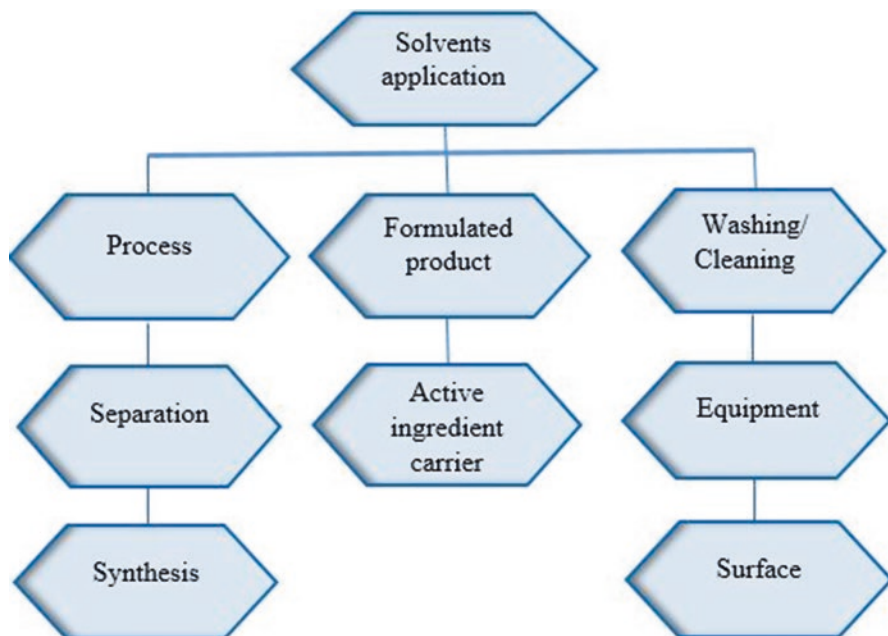 Solvents
application
Process
Formulated
product
Washing/
Cleaning
Separation
Active
ingredient
carrier
Equipment
Synthesis
Surface